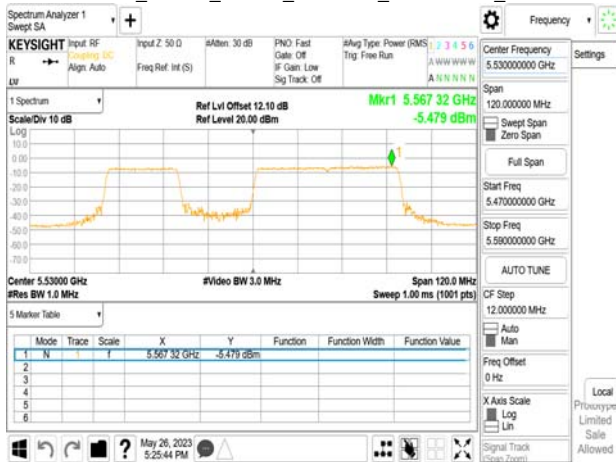 Spectrum Analyzer 1
Swept SA
+
Frequency
KEYSIGHT
R
Input: RF
Coupling: DC
Align: Auto
Input Z: 50 Ω
Freq Ref: Int (S)
#Atten: 30 dB
PNO: Fast
Gate: Off
IF Gain: Low
Sig Track: Off
#Avg Type: Power (RMS
Trig: Free Run
1 2 3 4 5 6
A W W W W W
A N N N N N
Center Frequency
5.530000000 GHz
Settings
Span
120.000000 MHz
Swept Span
Zero Span
Full Span
Start Freq
5.470000000 GHz
Stop Freq
5.590000000 GHz
AUTO TUNE
CF Step
12.000000 MHz
Auto
Man
Freq Offset
0 Hz
X Axis Scale
Log
Lin
Signal Track
(Span Zoom)
Local
Prototype
Limited
Sale
Allowed
1 Spectrum
Scale/Div 10 dB
Ref Lvl Offset 12.10 dB
Ref Level 20.00 dBm
Mkr1 5.567 32 GHz
-5.479 dBm
Log
10.0
0.00
-10.0
-20.0
-30.0
-40.0
-50.0
-60.0
-70.0
1
Center 5.53000 GHz
#Res BW 1.0 MHz
#Video BW 3.0 MHz
Span 120.0 MHz
Sweep 1.00 ms (1001 pts)
5 Marker Table
Mode Trace Scale X Y Function Function Width Function Value
1 N 1 f 5.567 32 GHz -5.479 dBm
2
3
4
5
6
?
May 26, 2023
5:25:44 PM